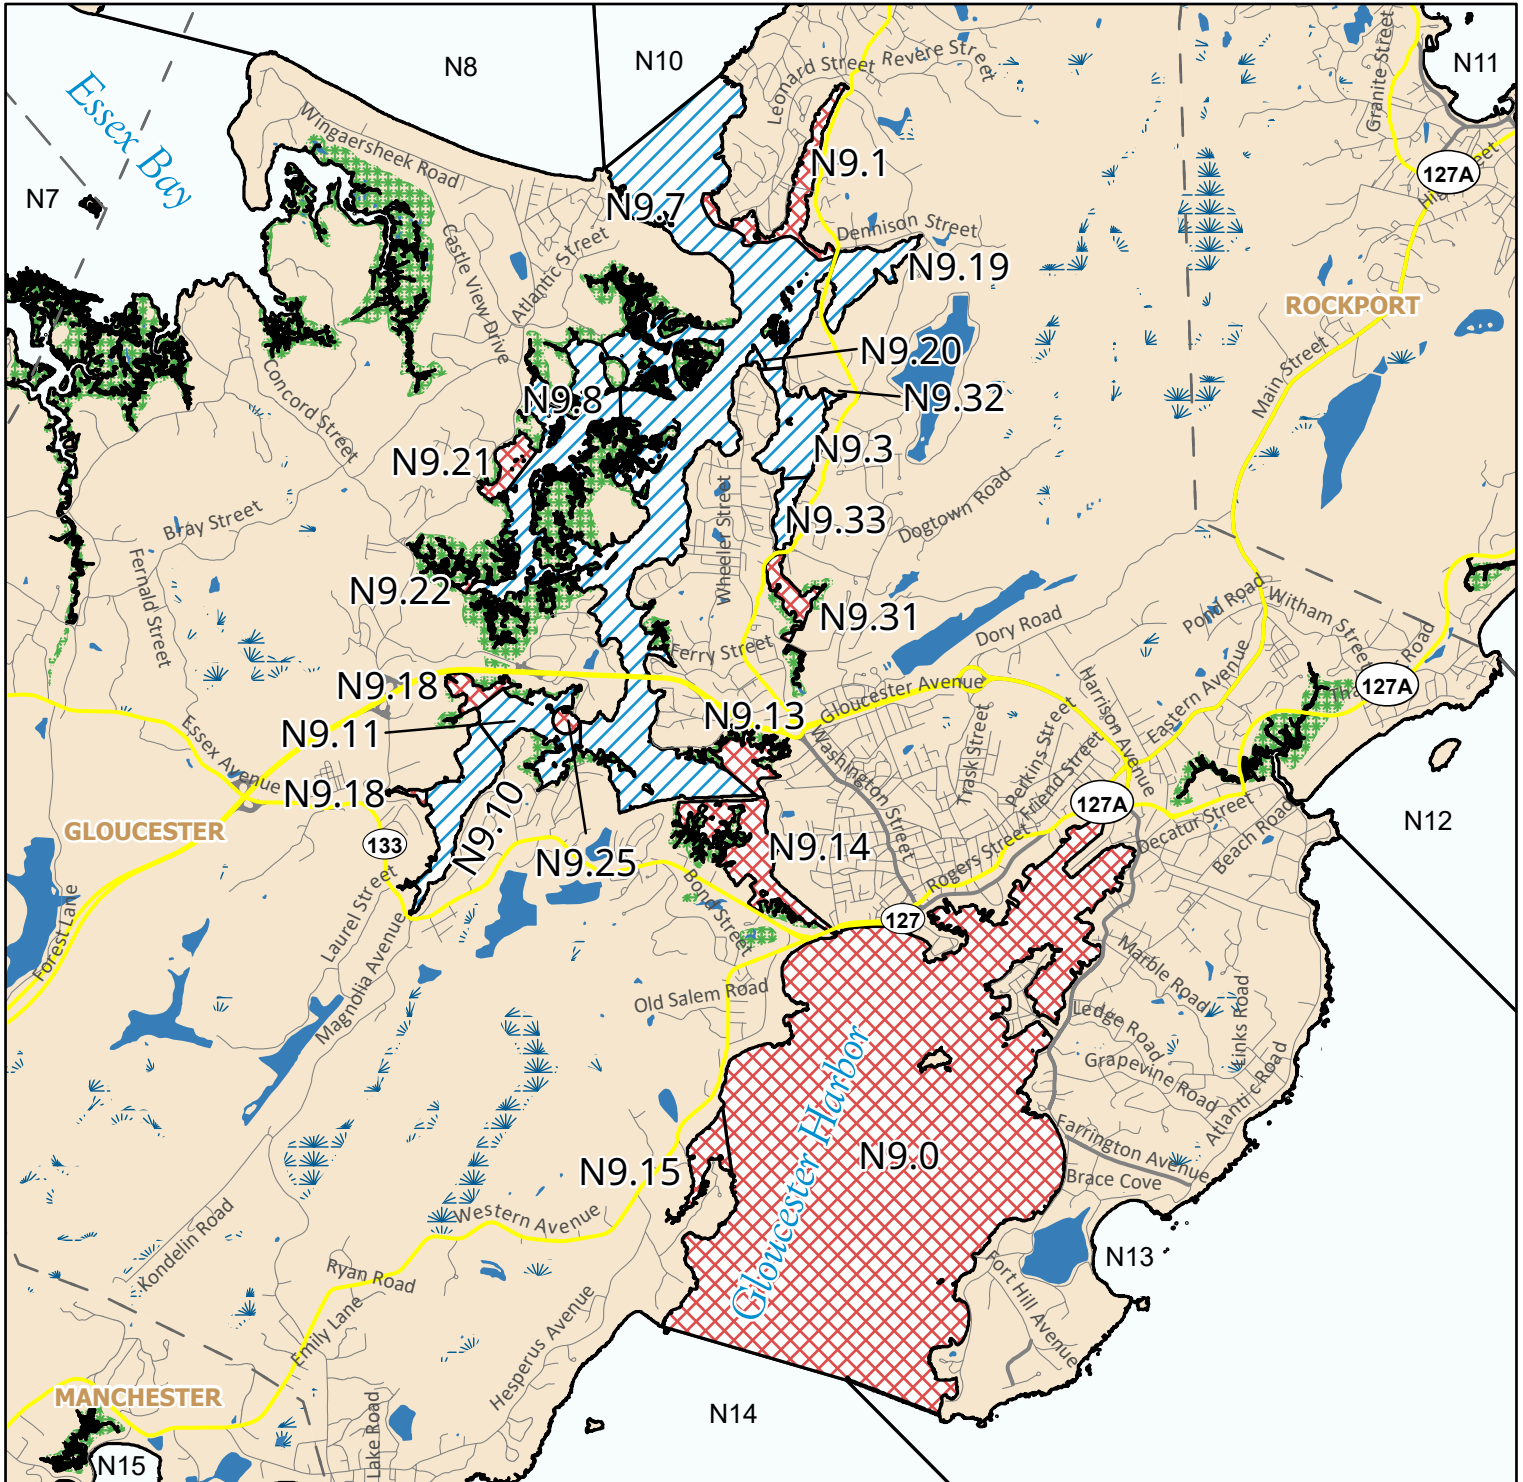 N8
N10
N11
Essex Bay
N7
Wingaersheek Road
Leonard Street
Revere Street
Granite Street
N9.1
127A
N9.7
Dennison Street
Castle View Drive
Atlantic Street
N9.19
ROCKPORT
N9.20
Main Street
Concord Street
N9.8
N9.32
N9.21
N9.3
Bray Street
Wheeler Street
N9.33
Dogtown Road
Fernald Street
N9.22
N9.31
Pond Road
Witham Street
Dory Road
Ferry Street
N9.18
Gloucester Avenue
Harrison Avenue
Eastern Avenue
Road
127A
N9.11
N9.13
Essex Avenue
Washington Street
Trask Street
Perkins Street
Friend Street
N9.18
N9.10
127A
Decatur Street
Beach Road
N12
GLOUCESTER
133
N9.25
N9.14
Rogers Street
Laurel Street
Bond Street
127
Forest Lane
Magnolia Avenue
Marble Road
Old Salem Road
Links Road
Ledge Road
Grapevine Road
Atlantic Road
Gloucester Harbor
Farrington Avenue
N9.15
N9.0
Brace Cove
Western Avenue
Kondelin Road
N13
Ryan Road
Fort Hill Avenue
Emily Lane
Hesperus Avenue
MANCHESTER
N14
Lake Road
N15